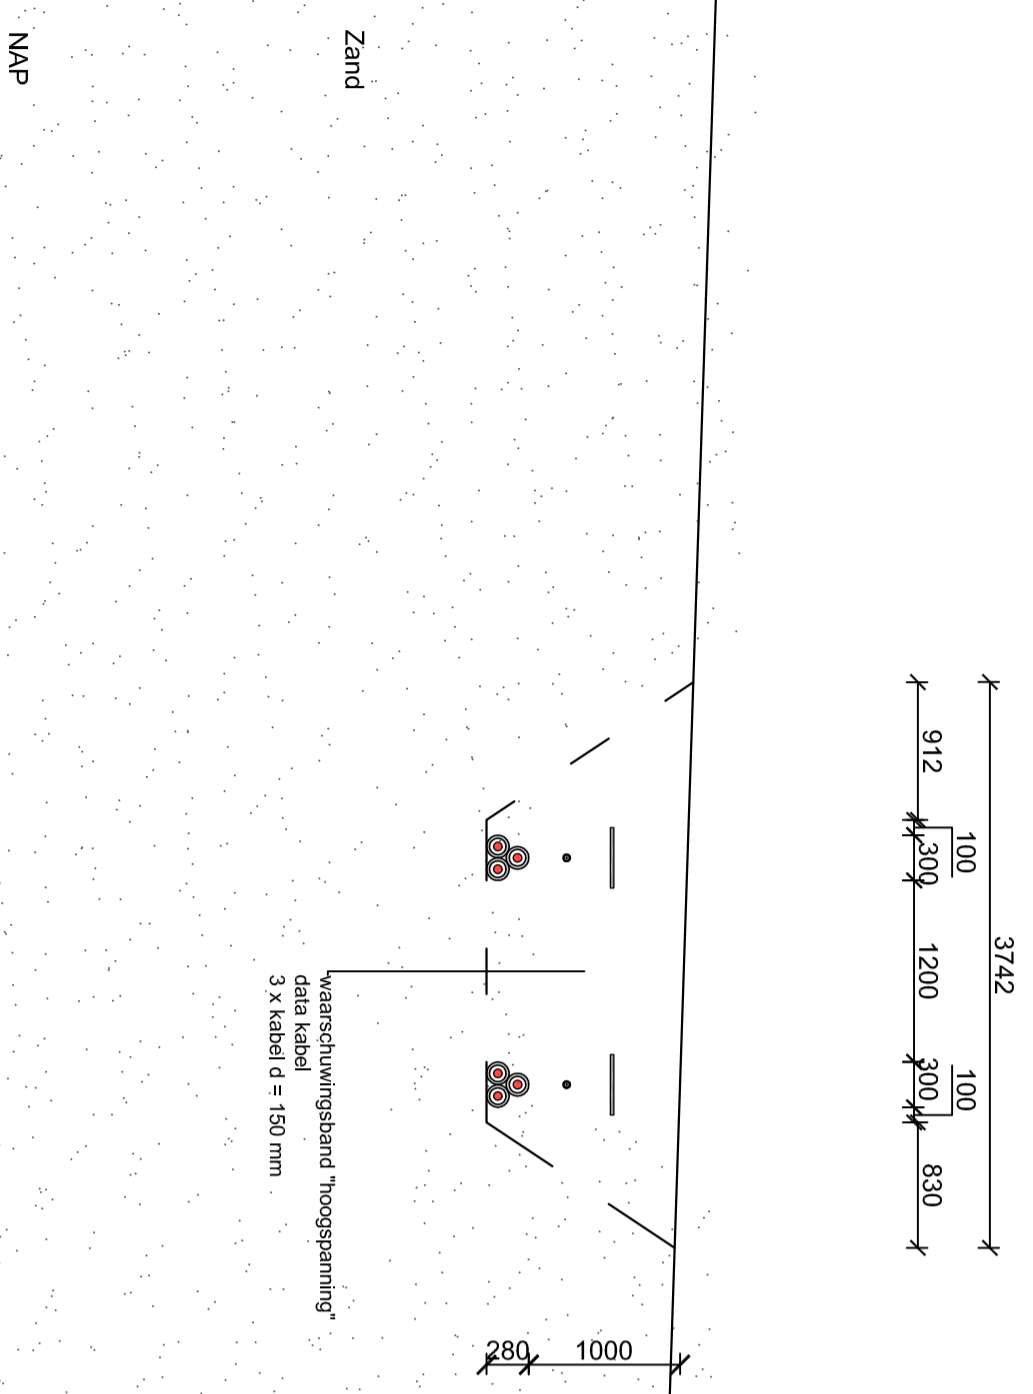 3742
912
100
300
1200
300
100
830
1000
280
Zand
waarschuwingsband "hoogspanning"
data kabel
3 x kabel d = 150 mm
NAP